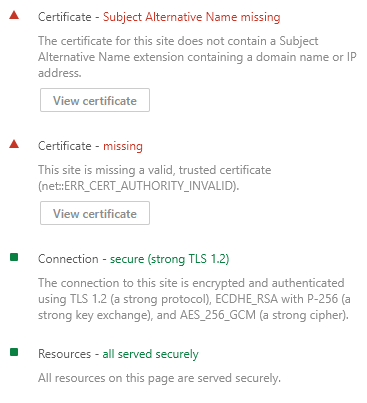 Certificate - Subject Alternative Name missing
The certificate for this site does not contain a Subject
Alternative Name extension containing a domain name or IP
address.
View certificate
Certificate - missing
This site is missing a valid, trusted certificate
(net::ERR_CERT_AUTHORITY_INVALID).
View certificate
Connection - secure (strong TLS 1.2)
The connection to this site is encrypted and authenticated
using TLS 1.2 (a strong protocol), ECDHE_RSA with P-256 (a
strong key exchange), and AES_256_GCM (a strong cipher).
Resources - all served securely
All resources on this page are served securely.